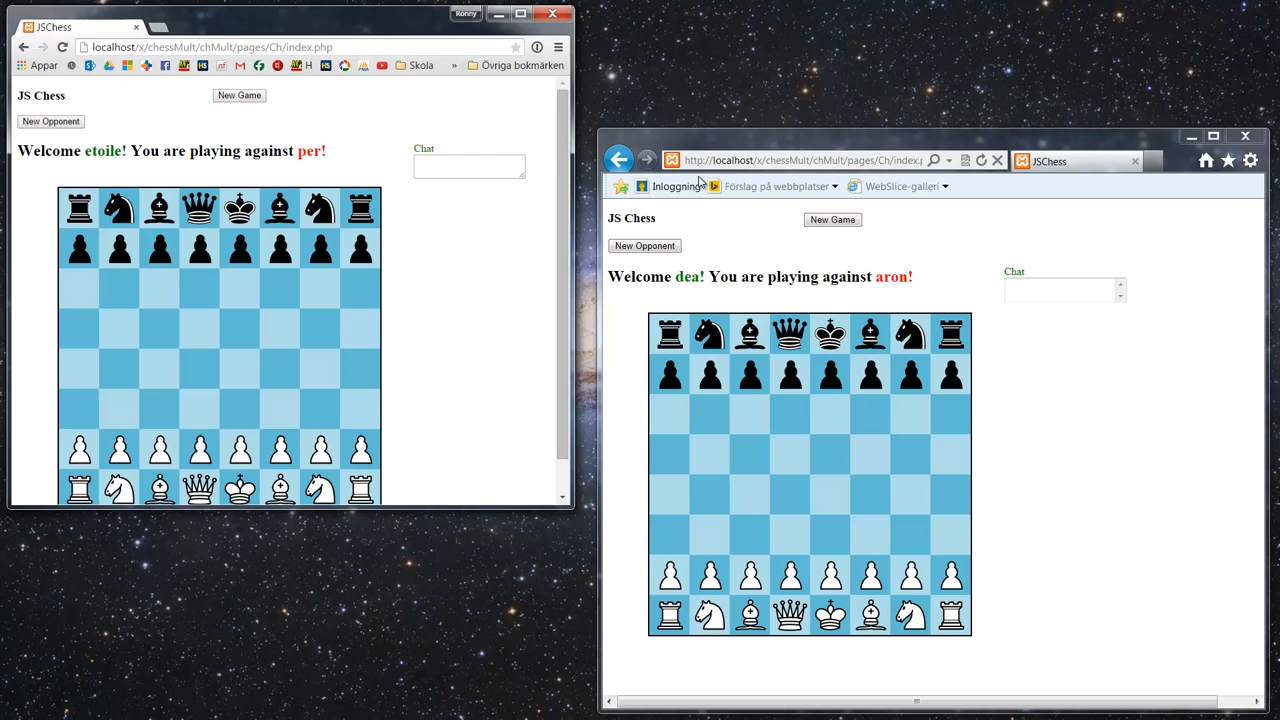 Ronny
JSChess
localhost/x/chessMult/chMult/pages/Ch/index.php
Appar
H
Skola
»
Övriga bokmärken
JS Chess
New Game
New Opponent
Welcome etoile! You are playing against per!
Chat
http://localhost/x/chessMult/chMult/pages/Ch/index.p
JSChess
Inloggning
Förslag på webbplatser
WebSlice-galleri
JS Chess
New Game
New Opponent
Welcome dea! You are playing against aron!
Chat